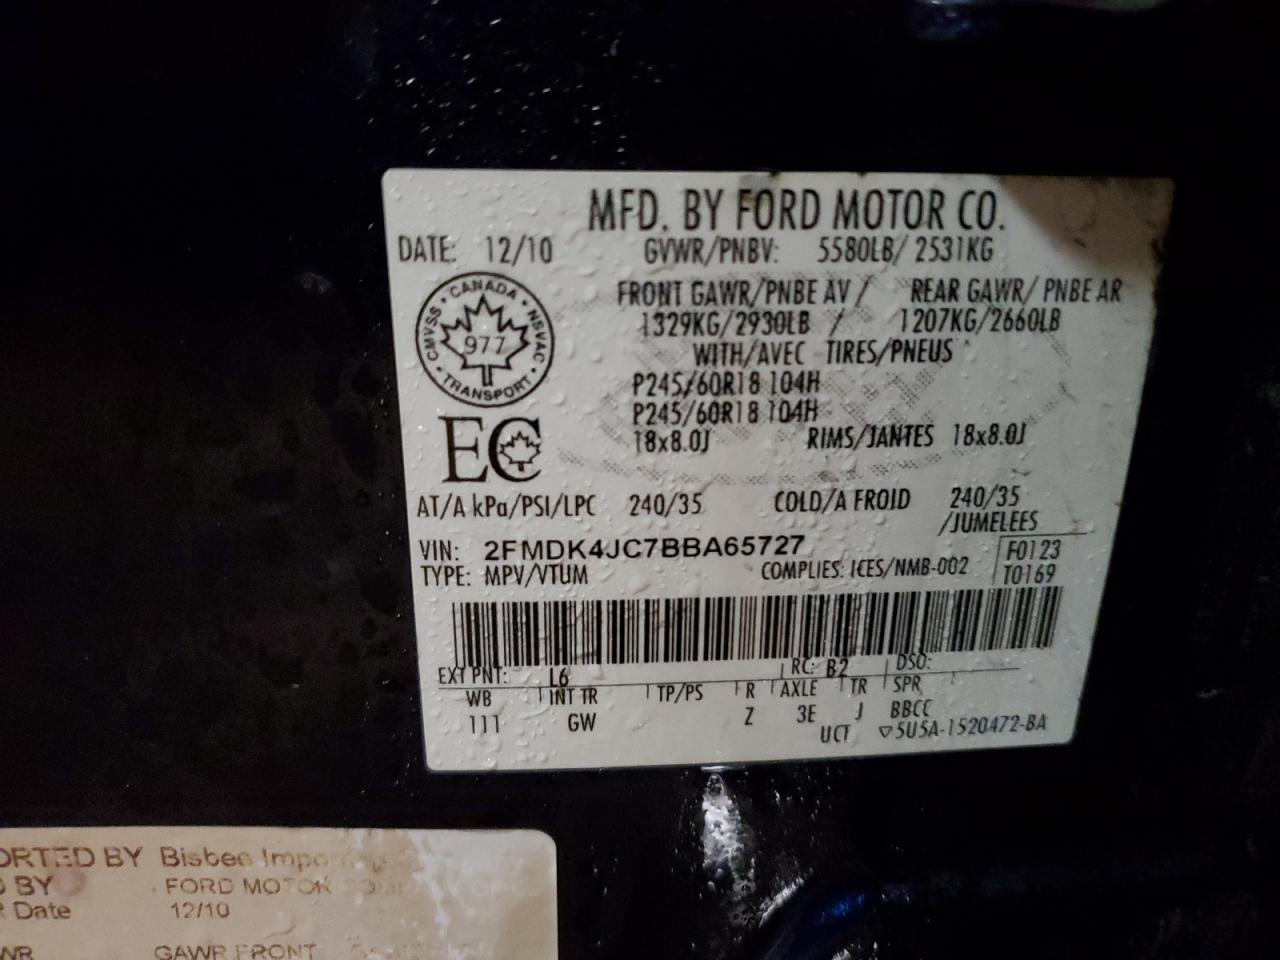 MFD. BY FORD MOTOR CO.
DATE: 12/10 GVWR/PNBV: 5580LB/ 2531KG
CANADA
CMVSS NSVAC
977
TRANSPORT
FRONT GAWR/PNBE AV / REAR GAWR/ PNBE AR
1329KG/2930LB / 1207KG/2660LB
WITH/AVEC TIRES/PNEUS
P245/60R18 104H
P245/60R18 104H
EC
18x8.0J RIMS/JANTES 18x8.0J
AT/A kPa/PSI/LPC 240/35 COLD/A FROID 240/35
/JUMELEES
VIN: 2FMDK4JC7BBA65727 F0123
TYPE: MPV/VTUM COMPLIES: ICES/NMB-002 T0169
EXT PNT: L6 RC: B2 DSO:
WB INT TR TP/PS R AXLE TR SPR
111 GW Z 3E J BBCC
UCT ▽5U5A-1520472-BA
ORTED BY Bisbee
BY FORD MOTOR
Date 12/10
WR GAWR FRONT